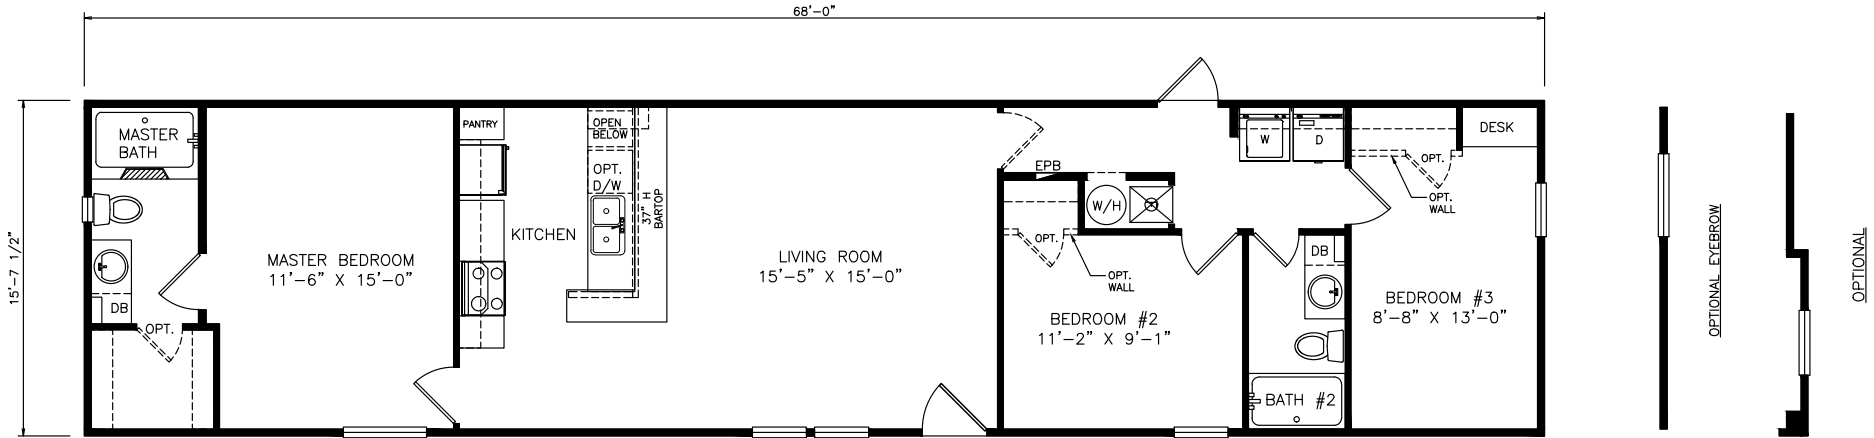 68'-0"
15'-7 1/2"
MASTER
BATH
DB
OPT.
MASTER BEDROOM
11'-6" X 15'-0"
PANTRY
KITCHEN
OPEN
BELOW
OPT.
D/W
37" H
BARTOP
LIVING ROOM
15'-5" X 15'-0"
EPB
W/H
OPT.
OPT.
WALL
BEDROOM #2
11'-2" X 9'-1"
W
D
DB
BATH #2
OPT.
OPT.
WALL
DESK
BEDROOM #3
8'-8" X 13'-0"
OPTIONAL EYEBROW
OPTIONAL